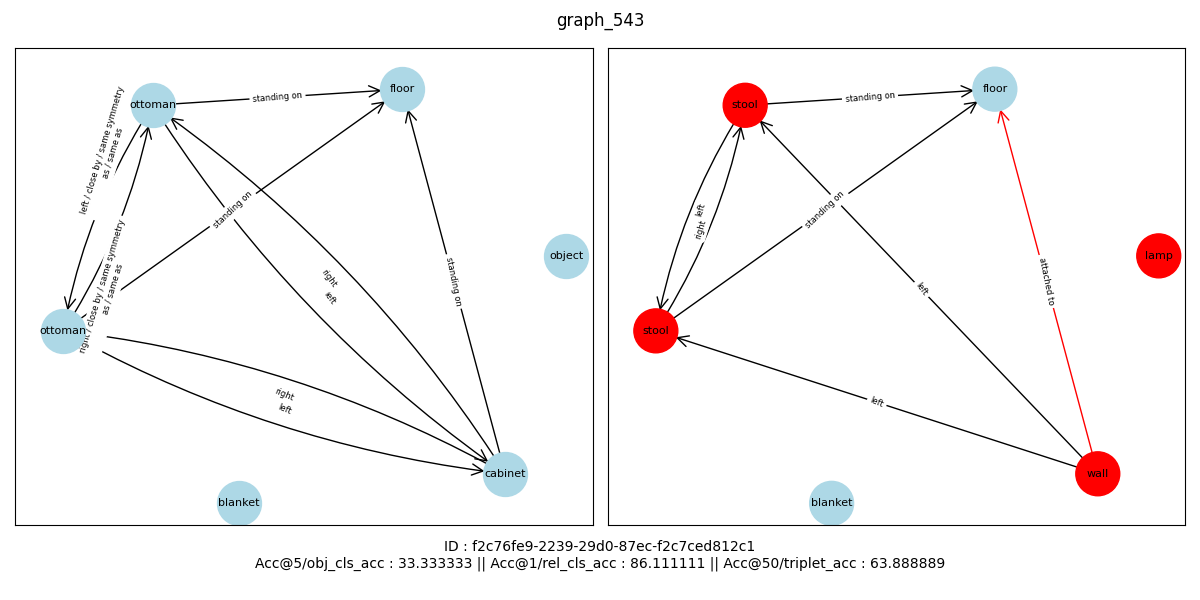 graph_543
ottoman
floor
standing on
left / close by / same symmetry
as / same as
standing on
right / close by / same symmetry
as / same as
ottoman
object
right
left
standing on
right
left
cabinet
blanket
stool
floor
standing on
left
right
standing on
lamp
left
attached to
stool
left
wall
blanket
ID : f2c76fe9-2239-29d0-87ec-f2c7ced812c1
Acc@5/obj_cls_acc : 33.333333 || Acc@1/rel_cls_acc : 86.111111 || Acc@50/triplet_acc : 63.888889